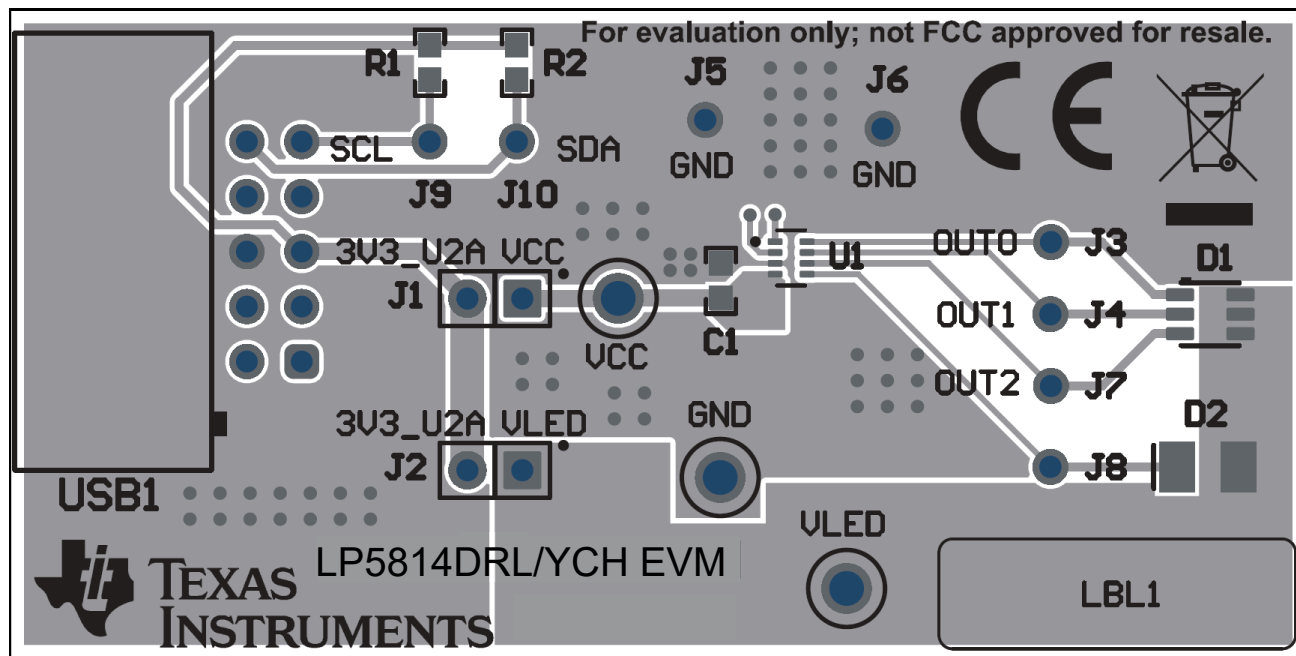 For evaluation only; not FCC approved for resale.
R1
R2
J5
J6
SCL
SDA
GND
GND
J9
J10
3V3_U2A
VCC
U1
OUT0
J3
D1
J1
OUT1
J4
C1
VCC
OUT2
J7
3V3_U2A
VLED
GND
D2
J2
J8
USB1
VLED
LP5814DRL/YCH EVM
TEXAS
INSTRUMENTS
LBL1
CE